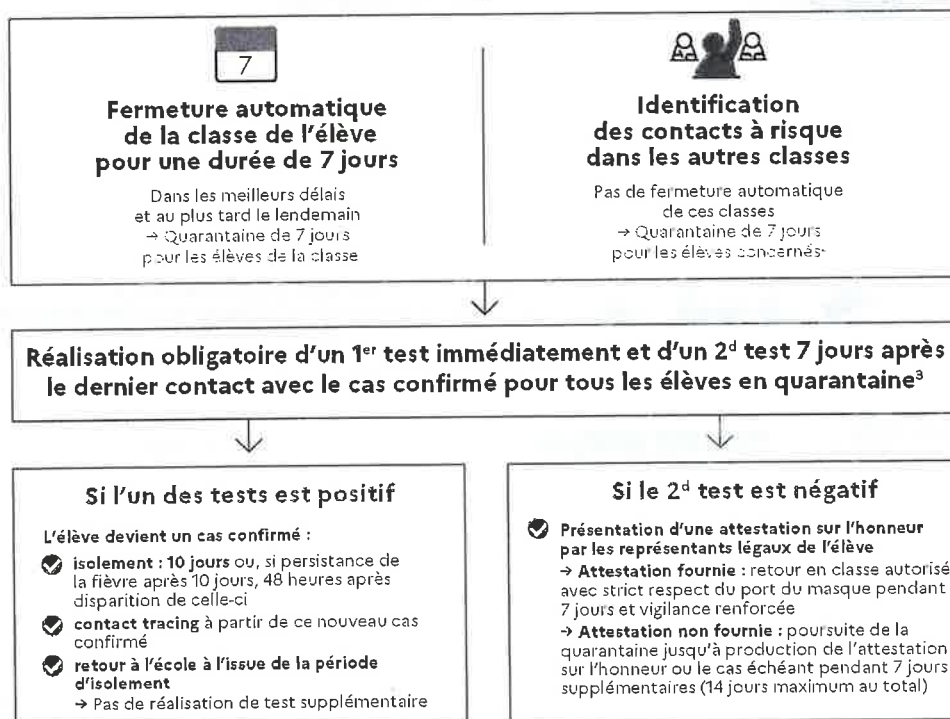 7
Fermeture automatique
de la classe de l'élève
pour une durée de 7 jours
Dans les meilleurs délais
et au plus tard le lendemain
→ Quarantaine de 7 jours
pour les élèves de la classe
Identification
des contacts à risque
dans les autres classes
Pas de fermeture automatique
de ces classes
→ Quarantaine de 7 jours
pour les élèves concernés
Réalisation obligatoire d'un 1er test immédiatement et d'un 2d test 7 jours après
le dernier contact avec le cas confirmé pour tous les élèves en quarantaine³
Si l'un des tests est positif
L'élève devient un cas confirmé :
isolement : 10 jours ou, si persistance de
la fièvre après 10 jours, 48 heures après
disparition de celle-ci
contact tracing à partir de ce nouveau cas
confirmé
retour à l'école à l'issue de la période
d'isolement
→ Pas de réalisation de test supplémentaire
Si le 2d test est négatif
Présentation d'une attestation sur l'honneur
par les représentants légaux de l'élève
→ Attestation fournie : retour en classe autorisé
avec strict respect du port du masque pendant
7 jours et vigilance renforcée
→ Attestation non fournie : poursuite de la
quarantaine jusqu'à production de l'attestation
sur l'honneur ou le cas échéant pendant 7 jours
supplémentaires (14 jours maximum au total)